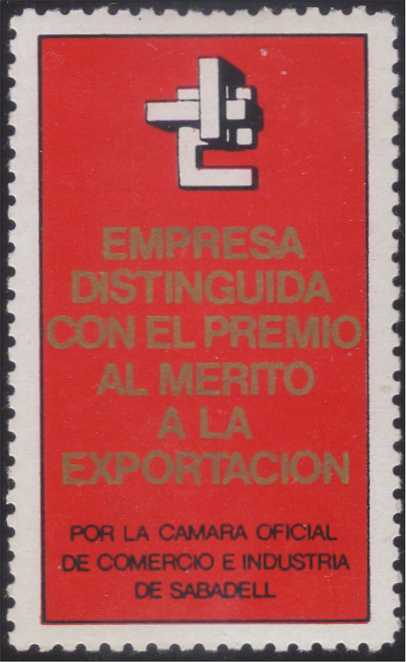 EMPRESA
DISTINGUIDA
CON EL PREMIO
AL MERITO
A LA
EXPORTACION
POR LA CAMARA OFICIAL
DE COMERCIO E INDUSTRIA
DE SABADELL